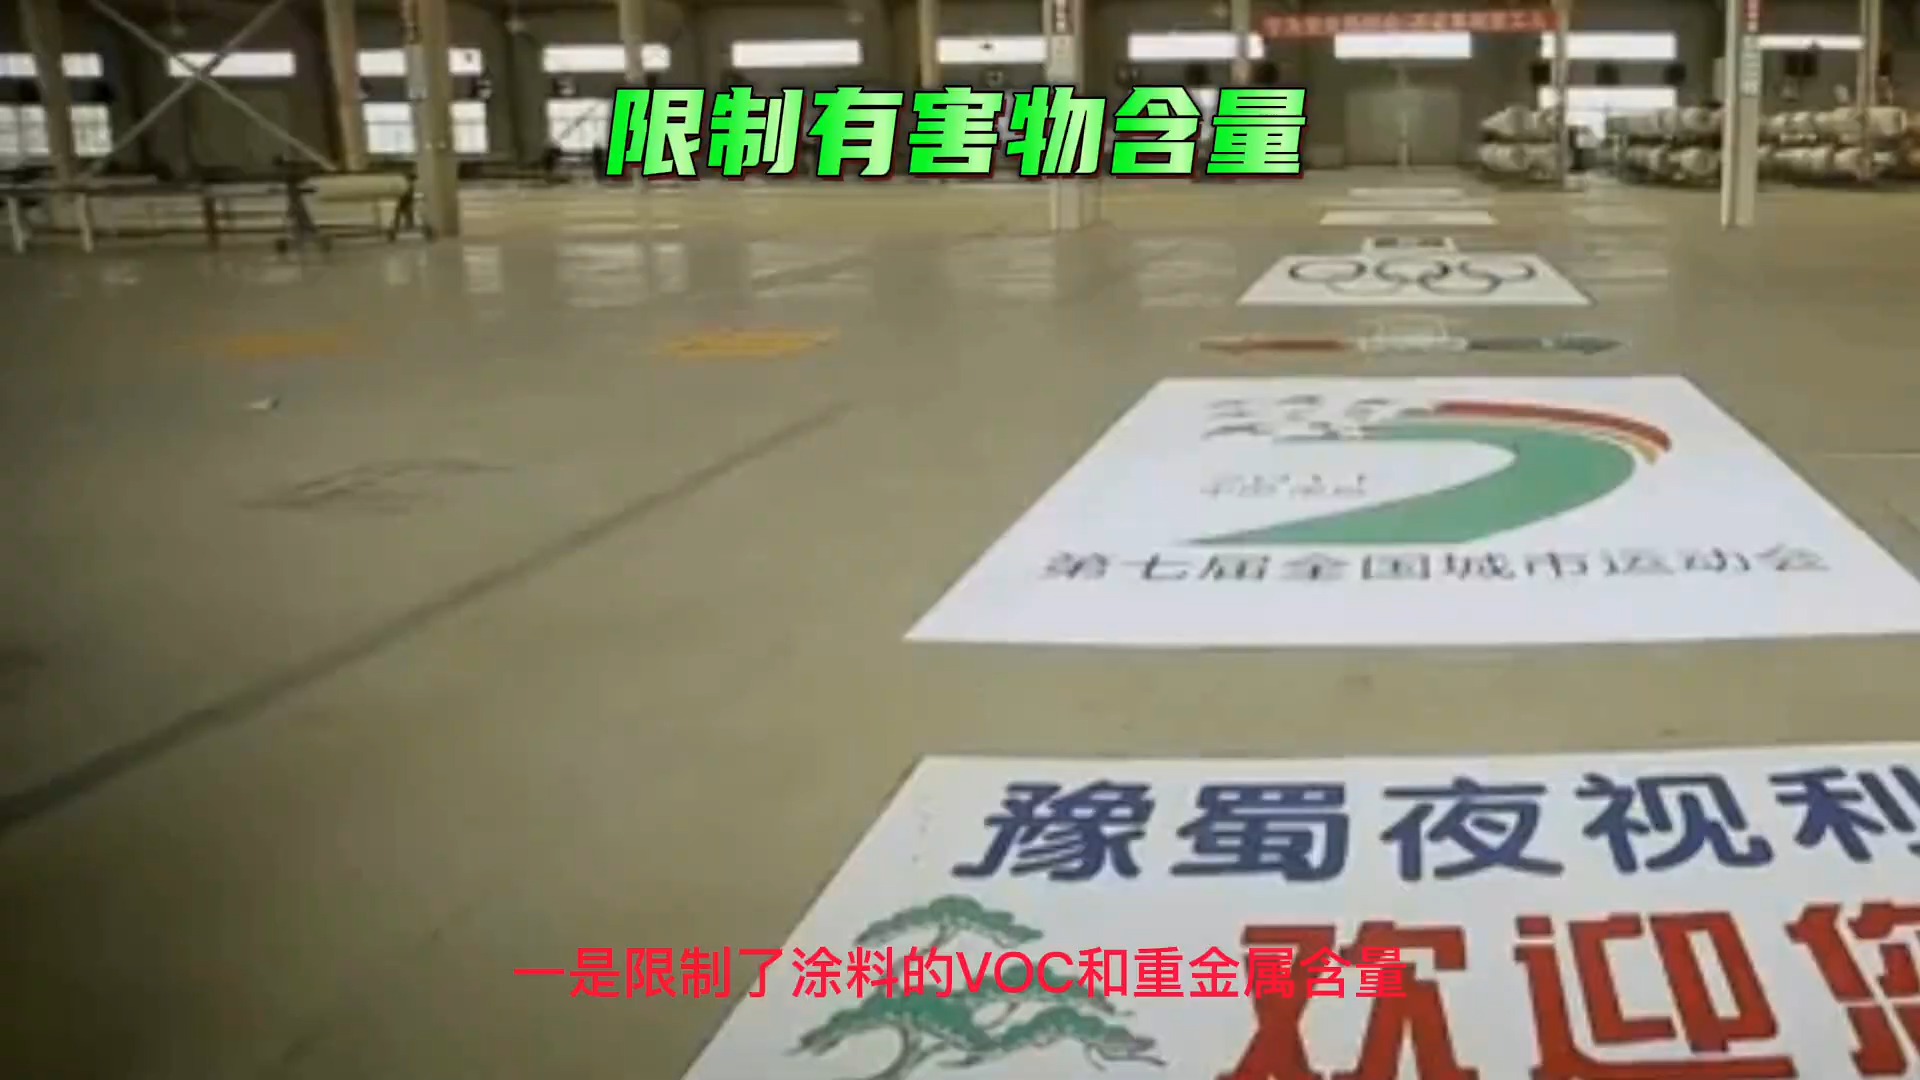 限制有害物含量
第七届全国城市运动会
豫蜀夜视利
一是限制了涂料的VOC和重金属含量
欢迎您